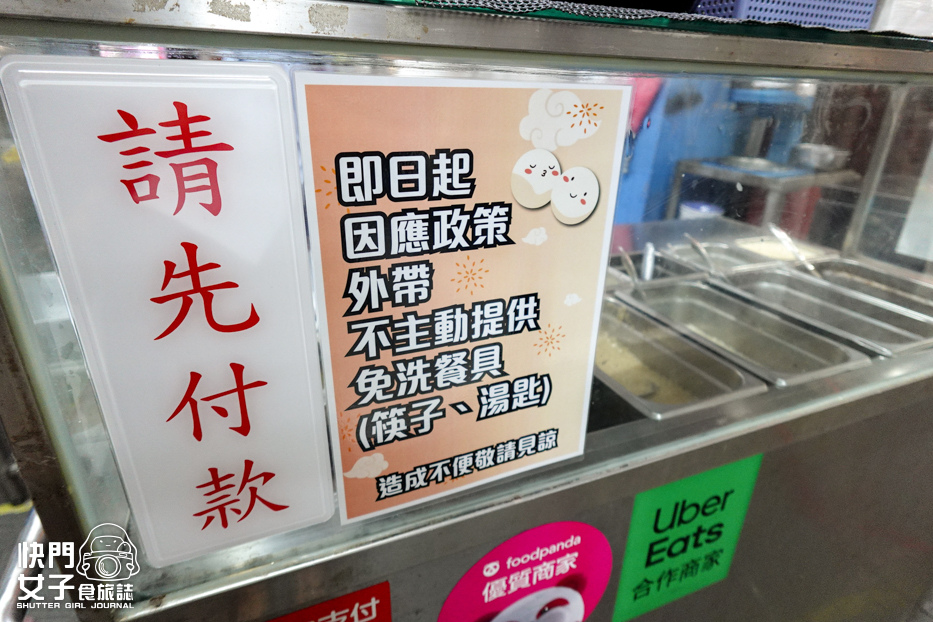 請先付款
即日起
因應政策
外帶
不主動提供
免洗餐具
(筷子、湯匙)
造成不便敬請見諒
foodpanda
優質商家
Uber
Eats
合作商家
支付
快門
女子食旅誌
SHUTTER GIRL JOURNAL